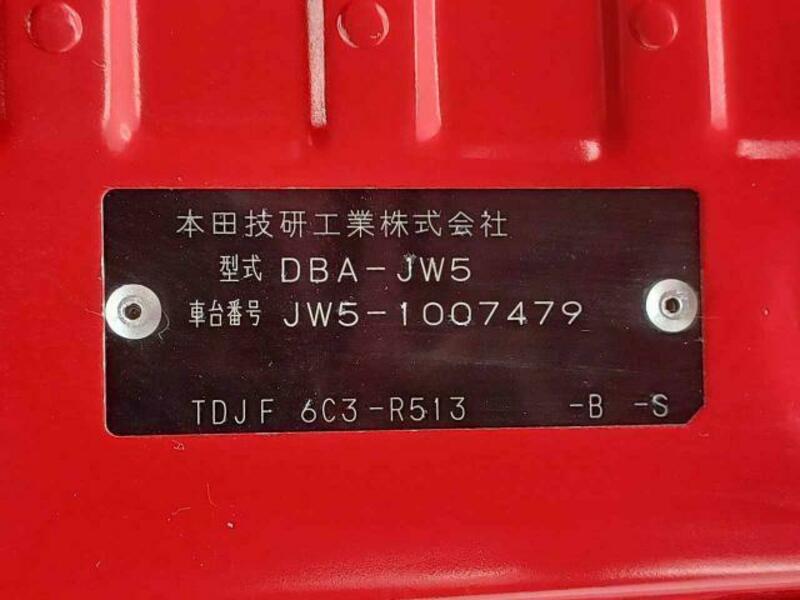 本田技研工業株式会社
型式 DBA-JW5
車台番号 JW5-1007479
TDJF 6C3-R513 -B -S